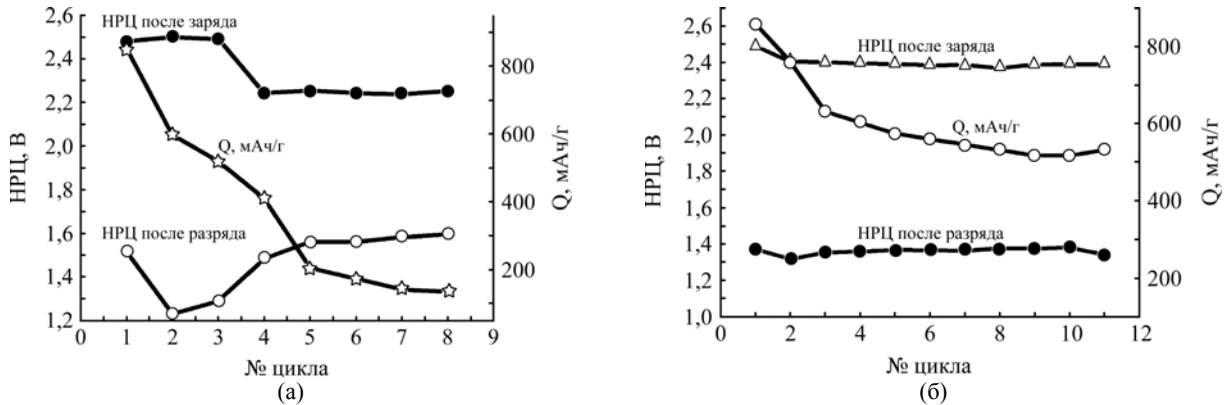 2,6
2,4
2,2
2,0
1,8
1,6
1,4
1,2
НРЦ, В
НРЦ после заряда
Q, мАч/г
НРЦ после разряда
800
600
400
200
Q, мАч/г
0 1 2 3 4 5 6 7 8 9
№ цикла
(а)
2,6
2,4
2,2
2,0
1,8
1,6
1,4
1,2
1,0
НРЦ, В
НРЦ после заряда
Q, мАч/г
НРЦ после разряда
800
600
400
200
Q, мАч/г
0 2 4 6 8 10 12
№ цикла
(б)